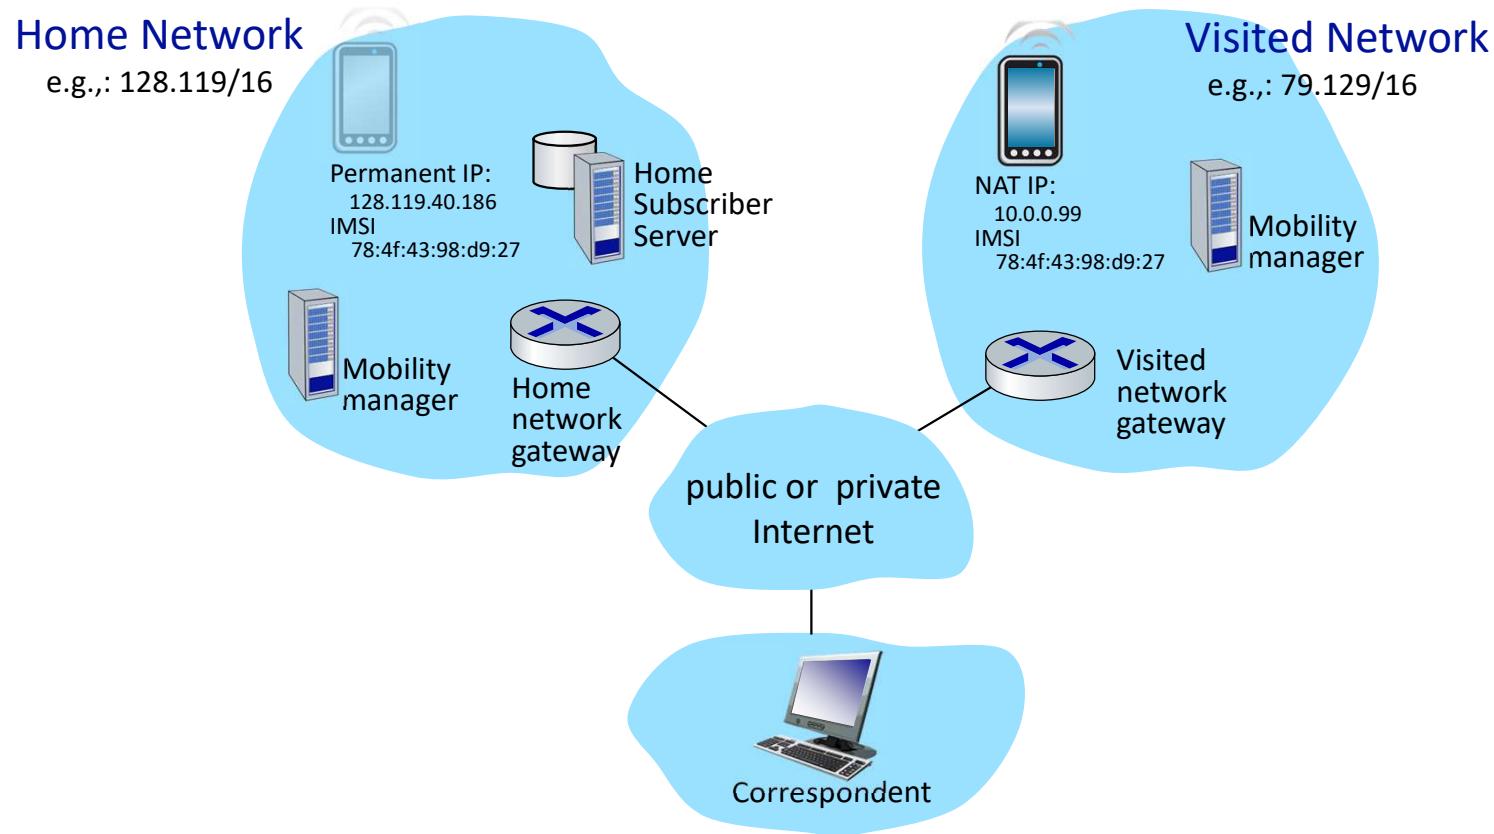 Home Network
e.g.,: 128.119/16
Permanent IP:
128.119.40.186
IMSI
78:4f:43:98:d9:27
Home
Subscriber
Server
Mobility
manager
Home
network
gateway
Visited Network
e.g.,: 79.129/16
NAT IP:
10.0.0.99
IMSI
78:4f:43:98:d9:27
Mobility
manager
Visited
network
gateway
public or  private
Internet
Correspondent